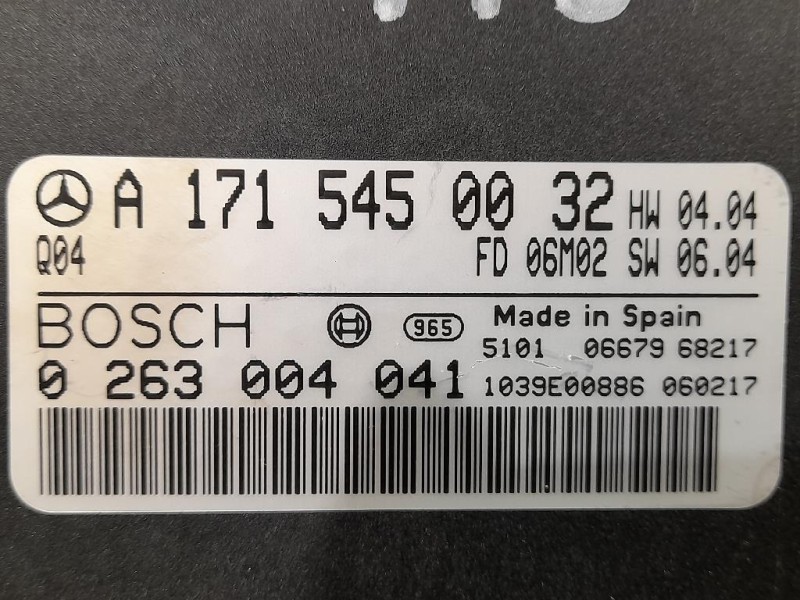 A 171 545 00 32 HW 04.04
Q04 FD 06M02 SW 06.04
BOSCH 965 Made in Spain
5101 06679 68217
0 263 004 041 1039E00886 060217